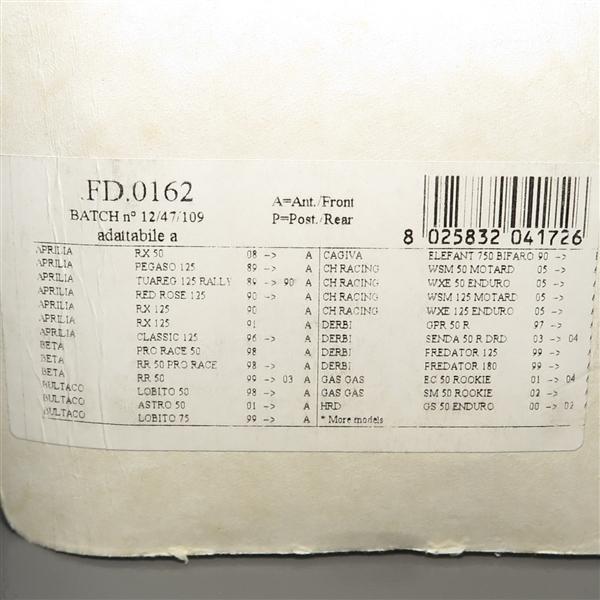 FD.0162
BATCH n° 12/47/109
adattabile a
A=Ant./Front
P=Post./Rear
8 025832 041726
APRILIA RX 50 08 -> A
APRILIA PEGASO 125 89 -> A
APRILIA TUAREG 125 RALLY 89 -> 90 A
APRILIA RED ROSE 125 90 -> A
APRILIA RX 125 90 A
APRILIA RX 125 91 A
APRILIA CLASSIC 125 96 -> A
BETA PRO RACE 50 98 A
BETA RR 50 PRO RACE 98 -> A
BETA RR 50 99 -> 03 A
BULTACO LOBITO 50 98 -> A
BULTACO ASTRO 50 01 -> A
BULTACO LOBITO 75 99 -> A
CAGIVA ELEFANT 750 BIFARO 90 ->
CH RACING WSM 50 MOTARD 05 ->
CH RACING WXE 50 ENDURO 05 ->
CH RACING WSM 125 MOTARD 05 ->
CH RACING WXE 125 ENDURO 05 ->
DERBI GPR 50 R 97 ->
DERBI SENDA 50 R DRD 03 -> 04
DERBI PREDATOR 125 99 ->
DERBI PREDATOR 180 99 ->
GAS GAS EC 50 ROOKIE 01 -> 04
GAS GAS SM 50 ROOKIE 02 ->
HRD GS 50 ENDURO 00 -> 02
* More models